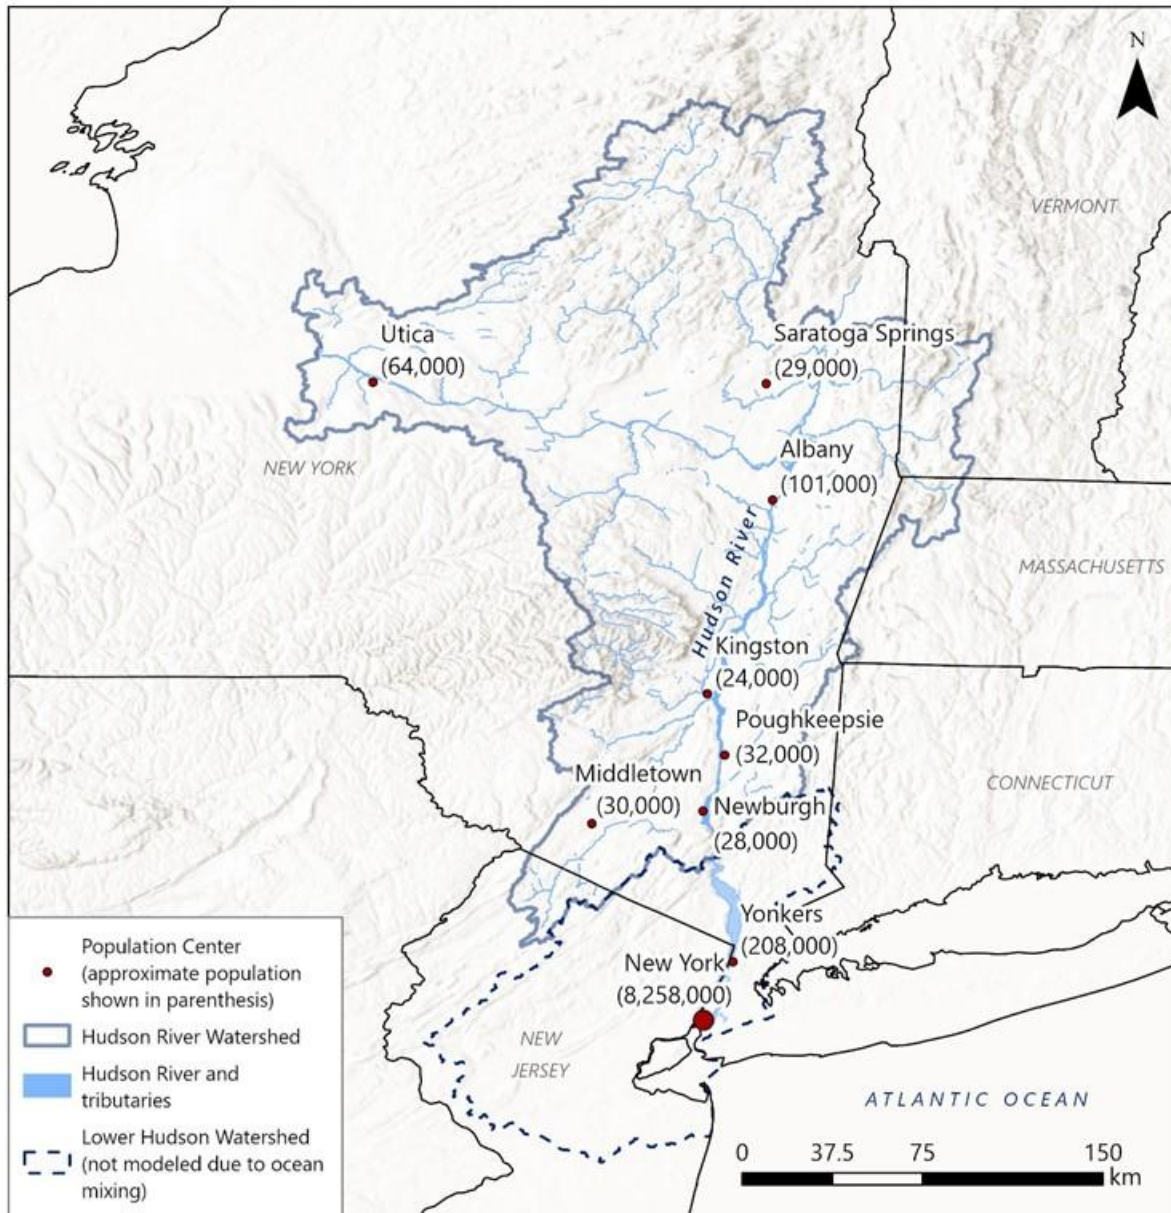 N
VERMONT
Utica
(64,000)
Saratoga Springs
(29,000)
NEW YORK
Albany
(101,000)
Hudson River
MASSACHUSETTS
Kingston
(24,000)
Poughkeepsie
(32,000)
Middletown
(30,000)
Newburgh
(28,000)
CONNECTICUT
Yonkers
(208,000)
New York
(8,258,000)
NEW
JERSEY
ATLANTIC OCEAN
Population Center
(approximate population
shown in parenthesis)
Hudson River Watershed
Hudson River and
tributaries
Lower Hudson Watershed
(not modeled due to ocean
mixing)
0 37.5 75 150
km